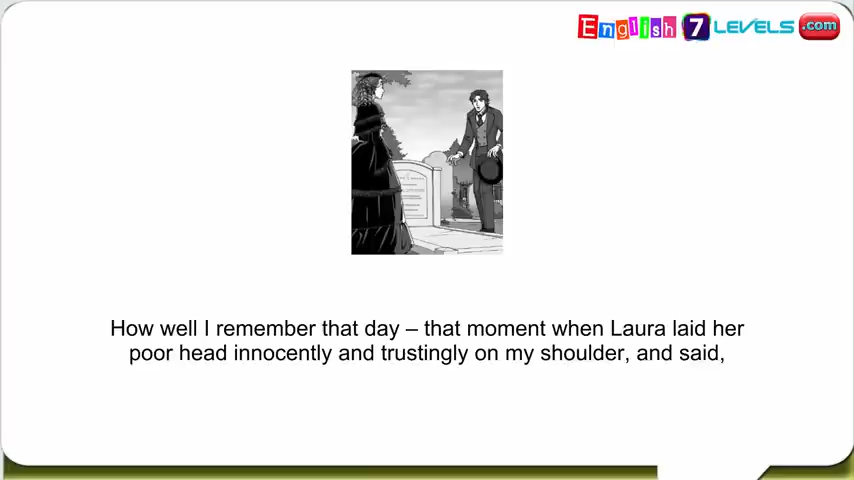 English 7 LEVELS .com
How well I remember that day – that moment when Laura laid her
poor head innocently and trustingly on my shoulder, and said,